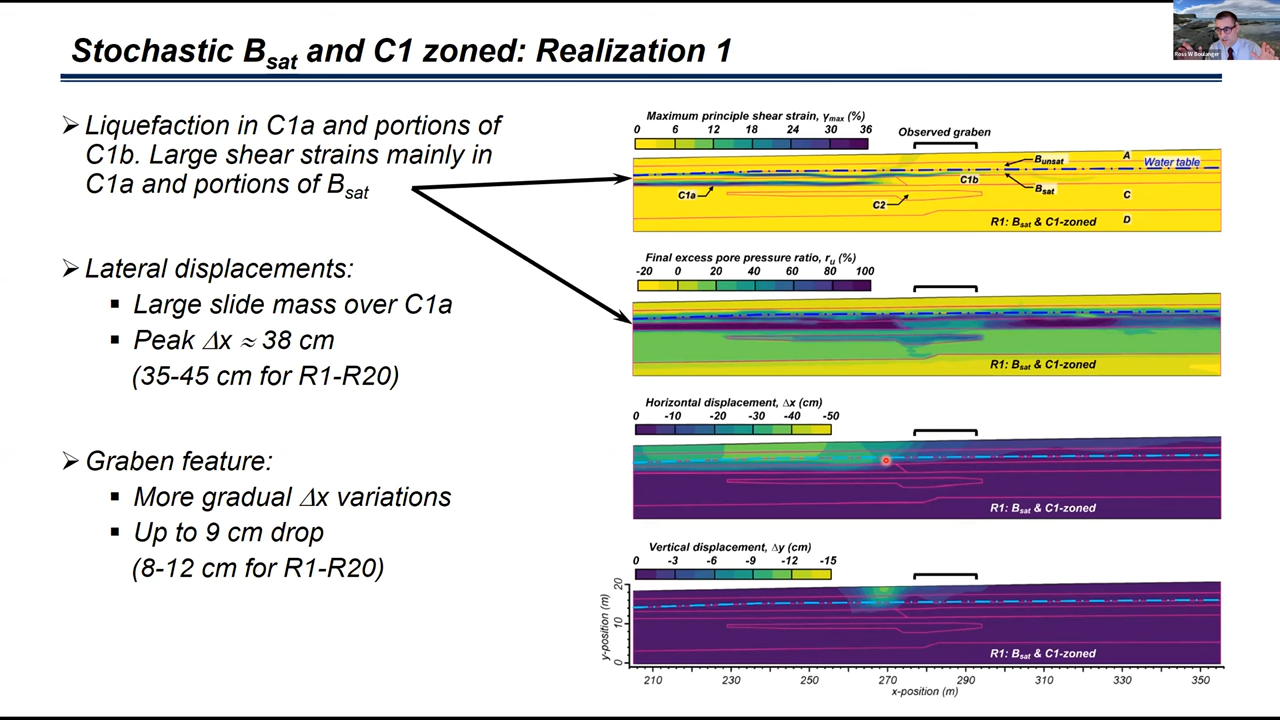 Stochastic Bsat and C1 zoned: Realization 1
Ross W Boulanger
➢ Liquefaction in C1a and portions of
C1b. Large shear strains mainly in
C1a and portions of Bsat
➢ Lateral displacements:
▪ Large slide mass over C1a
▪ Peak Δx ≈ 38 cm
(35-45 cm for R1-R20)
➢ Graben feature:
▪ More gradual Δx variations
▪ Up to 9 cm drop
(8-12 cm for R1-R20)
Maximum principle shear strain, γmax (%)
0 6 12 18 24 30 36
Observed graben
A
Bunsat
Water table
C1b
Bsat
C1a
C2
C
D
R1: Bsat & C1-zoned
Final excess pore pressure ratio, ru (%)
-20 0 20 40 60 80 100
R1: Bsat & C1-zoned
Horizontal displacement, Δx (cm)
0 -10 -20 -30 -40 -50
R1: Bsat & C1-zoned
Vertical displacement, Δy (cm)
0 -3 -6 -9 -12 -15
y-position (m)
20
10
0
R1: Bsat & C1-zoned
210 230 250 270 290 310 330 350
x-position (m)